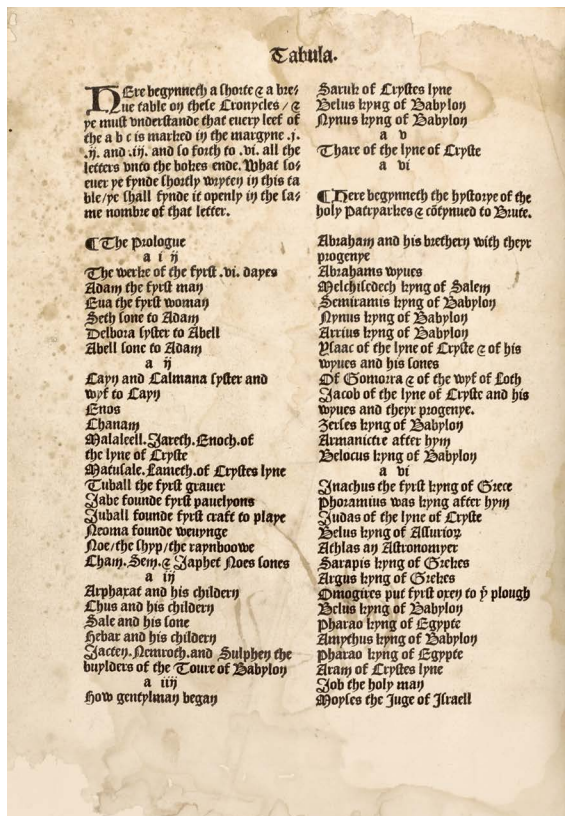 Tabula.
HEre begynneth a shorte & a bre⸗
ue table on these Cronycles / &
ye must vnderstande that euery leef of
the a b c is marked in the margyne .j.
.ij. and .iij. and so forth to .vi. all the
letters vnto the bokes ende. What so⸗
euer ye fynde shortly wryten in this ta
ble/ye shall fynde it openly in the sa⸗
me nombre of that letter.
¶ The prologue
a i ij
The werke of the fyrst .vi. dayes
Adam the fyrst man
Eua the fyrst woman
Seth sone to Adam
Delbora syster to Abell
Abell sone to Adam
a ij
Cayn and Calmana syster and
wyf to Cayn
Enos
Chanam
Malaleell. Jareth. Enoch. of
the lyne of Cryste
Matusale. Lameth. of Crystes lyne
Tuball the fyrst grauer
Jabe founde fyrst pauelyons
Juball founde fyrst craft to playe
Neoma founde weuynge
Noe/the shyp/the raynboowe
Cham. Sem. & Japhet Noes sones
a iij
Arpharat and his childern
Chus and his childern
Sale and his sone
Hebar and his childern
Jacten. Nemroth. and Sulphen the
buylders of the Toure of Babylon
a iiij
How gentylman began
Saruk of Crystes lyne
Belus kyng of Babylon
Nynus kyng of Babylon
a v
Thare of the lyne of Cryste
a vi
¶ Here begynneth the hystorye of the
holy Patryarkes & cōtynued to Brute.
Abraham and his brethern with theyr
progenye
Abrahams wyues
Melchisedech kyng of Salem
Semiramis kyng of Babylon
Nynus kyng of Babylon
Arrius kyng of Babylon
Ysaac of the lyne of Cryste & of his
wyues and his sones
Of Gomorra & of the wyf of Loth
Jacob of the lyne of Cryste and his
wyues and theyr progenye.
Zerses kyng of Babylon
Armanictre after hym
Belocus kyng of Babylon
a vi
Inachus the fyrst kyng of Grece
Phoramius was kyng after hym
Judas of the lyne of Cryste
Belus kyng of Assurior
Athlas an Astronomyer
Sarapis kyng of Grekes
Argus kyng of Grekes
Omogires put fyrst oxen to yͤ plough
Belus kyng of Babylon
Pharao kyng of Egypte
Amythus kyng of Babylon
Pharao kyng of Egypte
Aram of Crystes lyne
Job the holy man
Moyses the Juge of Israell